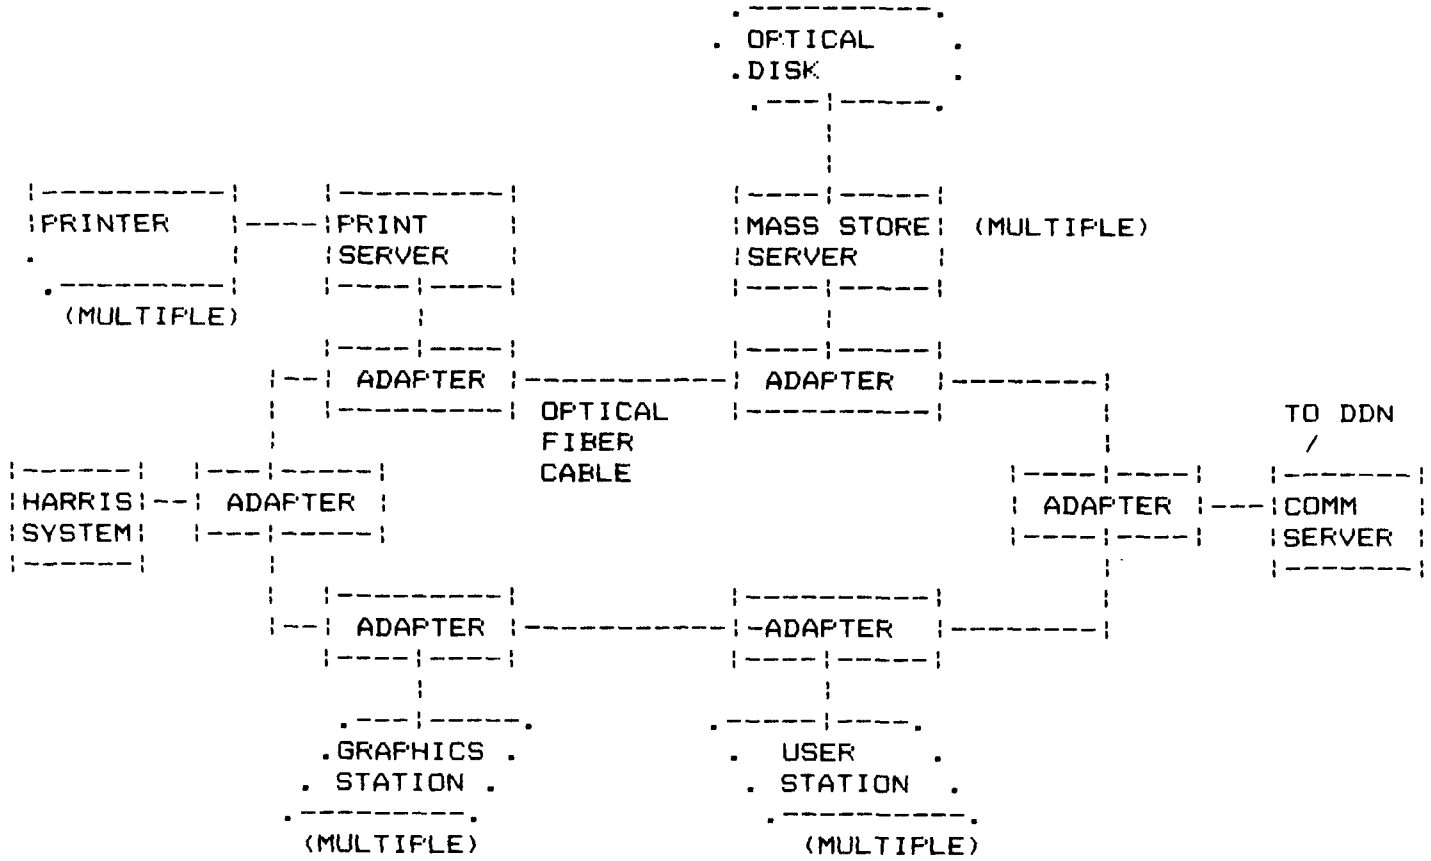 OPTICAL
DISK
PRINTER
PRINT
SERVER
MASS STORE
SERVER
(MULTIPLE)
(MULTIPLE)
ADAPTER
ADAPTER
OPTICAL
FIBER
CABLE
TO DDN
/
HARRIS
SYSTEM
ADAPTER
ADAPTER
COMM
SERVER
ADAPTER
-ADAPTER
GRAPHICS
STATION
USER
STATION
(MULTIPLE)
(MULTIPLE)